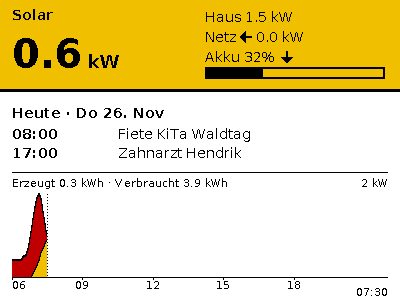 Solar
0.6 kW
Haus 1.5 kW
Netz 0.0 kW
Akku 32%
Heute · Do 26. Nov
08:00 Fiete KiTa Waldtag
17:00 Zahnarzt Hendrik
Erzeugt 0.3 kWh · Verbraucht 3.9 kWh 2 kW
06 09 12 15 18
07:30